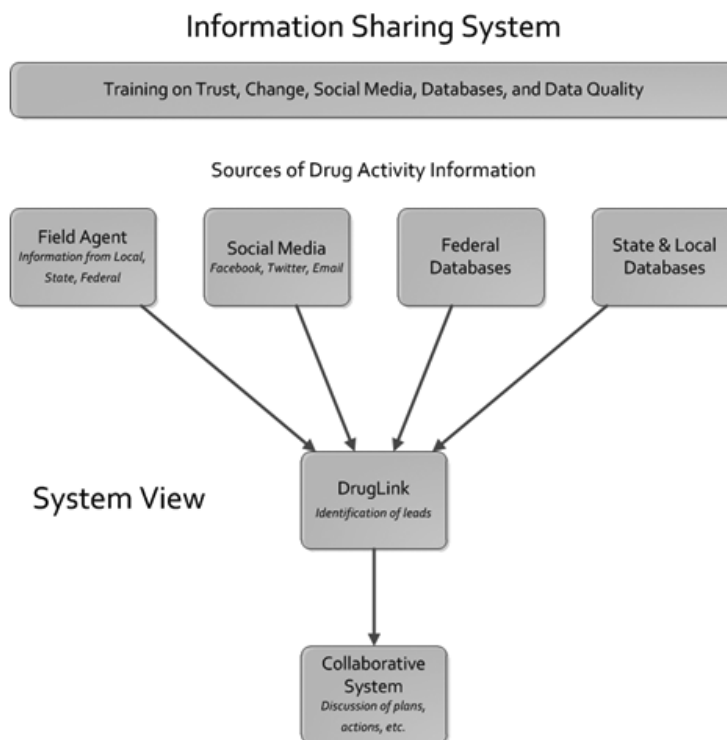 Information Sharing System
Training on Trust, Change, Social Media, Databases, and Data Quality
Sources of Drug Activity Information
Field Agent
Information from Local,
State, Federal
Social Media
Facebook, Twitter, Email
Federal
Databases
State & Local
Databases
System View
DrugLink
Identification of leads
Collaborative
System
Discussion of plans,
actions, etc.